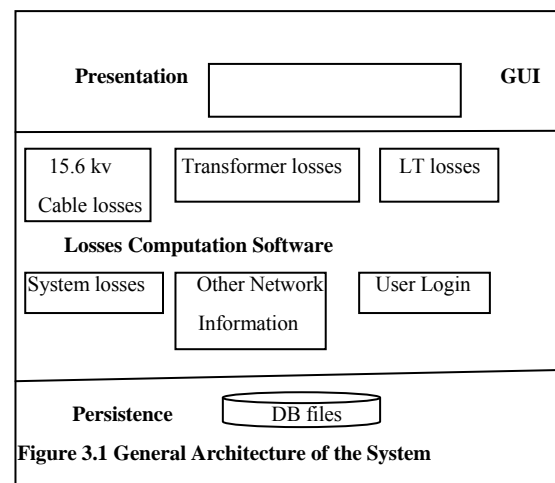 Presentation GUI
15.6 kv Transformer losses LT losses
Cable losses
Losses Computation Software
System losses Other Network User Login
Information
Persistence DB files
Figure 3.1 General Architecture of the System